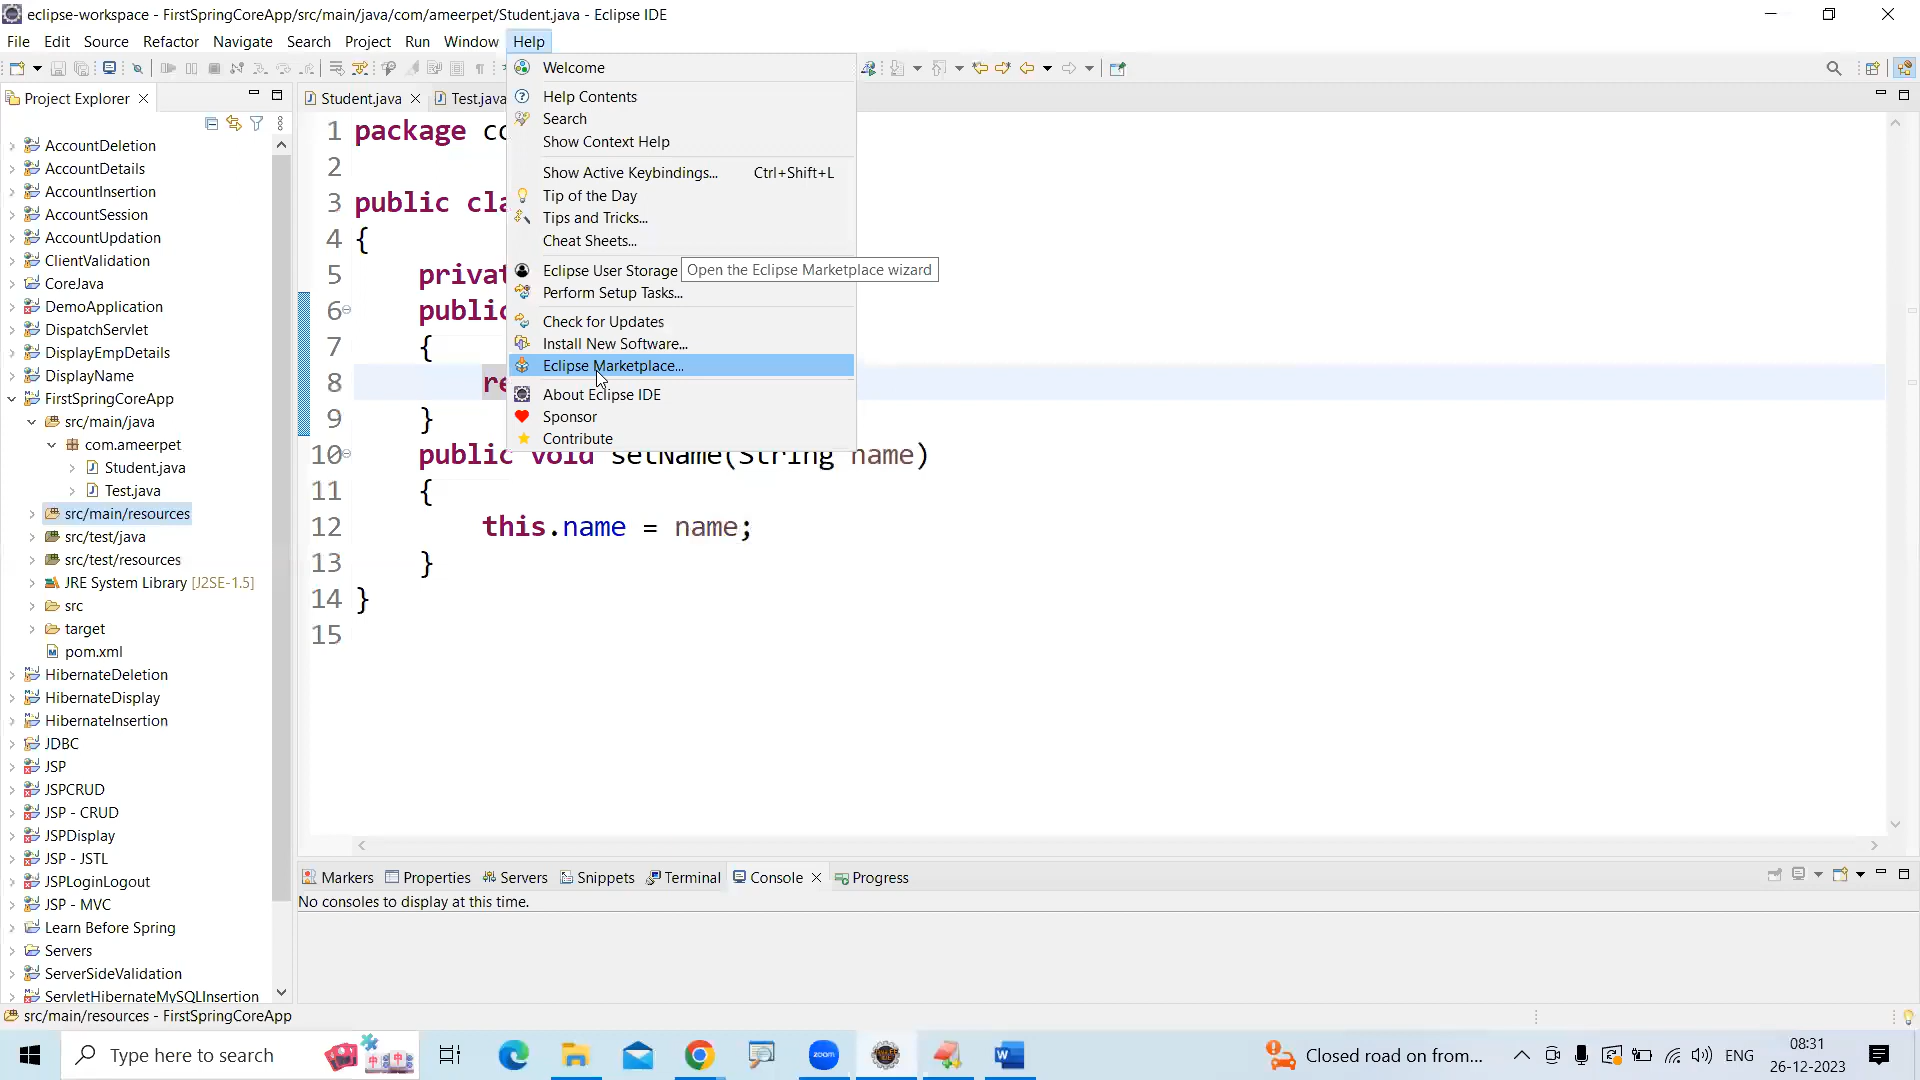 eclipse-workspace - FirstSpringCoreApp/src/main/java/com/ameerpet/Student.java - Eclipse IDE
File Edit Source Refactor Navigate Search Project Run Window Help
Welcome
Help Contents
Search
Show Context Help
Show Active Keybindings... Ctrl+Shift+L
Tip of the Day
Tips and Tricks...
Cheat Sheets...
Eclipse User Storage
Open the Eclipse Marketplace wizard
Perform Setup Tasks...
Check for Updates
Install New Software...
Eclipse Marketplace...
About Eclipse IDE
Sponsor
Contribute
Project Explorer
AccountDeletion
AccountDetails
AccountInsertion
AccountSession
AccountUpdation
ClientValidation
CoreJava
DemoApplication
DispatchServlet
DisplayEmpDetails
DisplayName
FirstSpringCoreApp
src/main/java
com.ameerpet
Student.java
Test.java
src/main/resources
src/test/java
src/test/resources
JRE System Library [J2SE-1.5]
src
target
pom.xml
HibernateDeletion
HibernateDisplay
HibernateInsertion
JDBC
JSP
JSPCRUD
JSP - CRUD
JSPDisplay
JSP - JSTL
JSPLoginLogout
JSP - MVC
Learn Before Spring
Servers
ServerSideValidation
ServletHibernateMySQLInsertion
Student.java Test.java
1 package co
2
3 public cla
4 {
5 privat
6 public
7 {
8 re
9 }
10 public void setName(String name)
11 {
12 this.name = name;
13 }
14 }
15
Markers Properties Servers Snippets Terminal Console Progress
No consoles to display at this time.
src/main/resources - FirstSpringCoreApp
Type here to search
zoom
Closed road on from...
ENG
08:31
26-12-2023